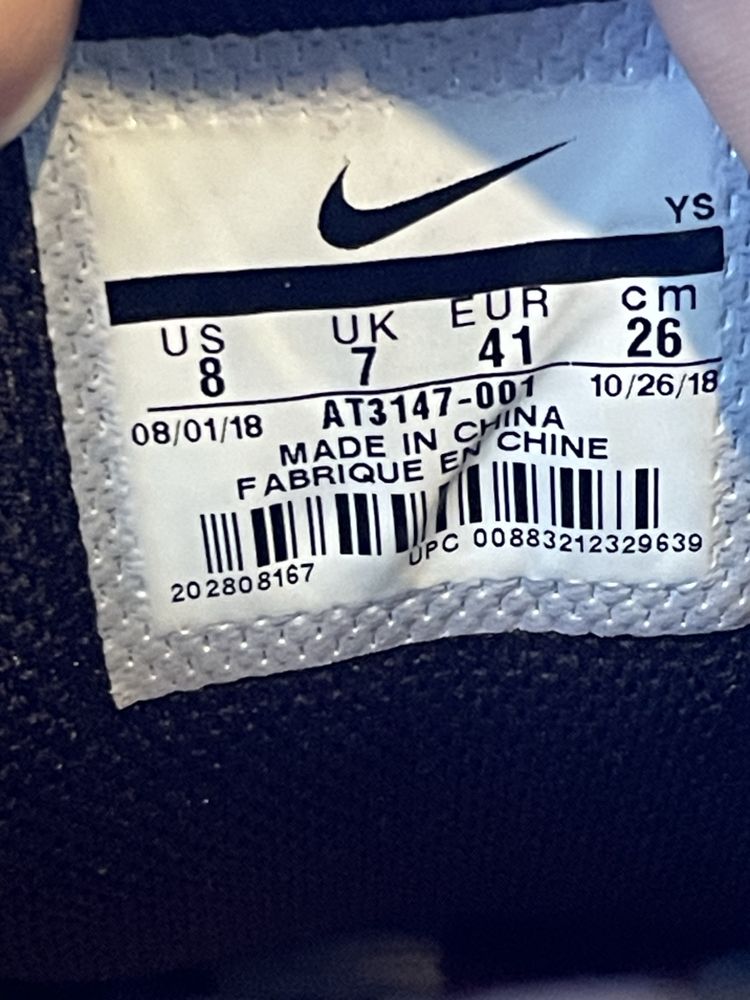 YS
US UK EUR cm
8 7 41 26
08/01/18 AT3147-001 10/26/18
MADE IN CHINA
FABRIQUE EN CHINE
202808167 UPC 00883212329639